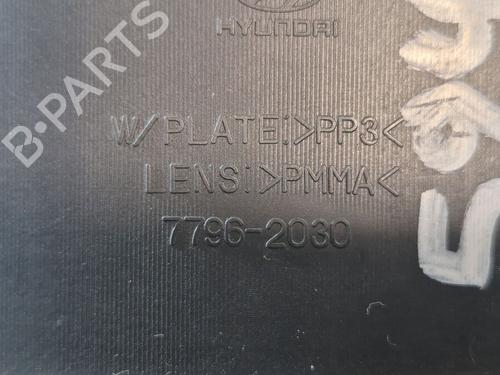 B-PARTS
HYUNDAI
W/PLATE:>PP3<
LENS:>PMMA<
7796-2030